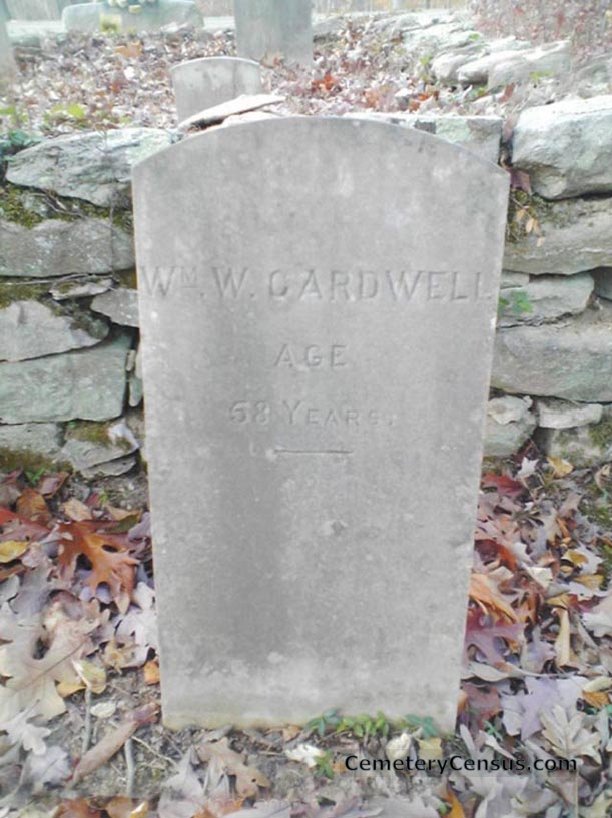 WM. W. CARDWELL
AGE
68 YEARS.
CemeteryCensus.com